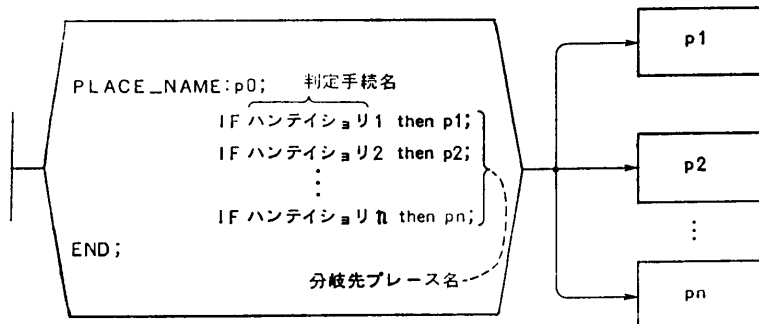 PLACE_NAME:p0;
判定手続名
IF ハンテイショリ1 then p1;
IF ハンテイショリ2 then p2;
⋮
IF ハンテイショリn then pn;
END;
分岐先プレース名
p1
p2
⋮
pn